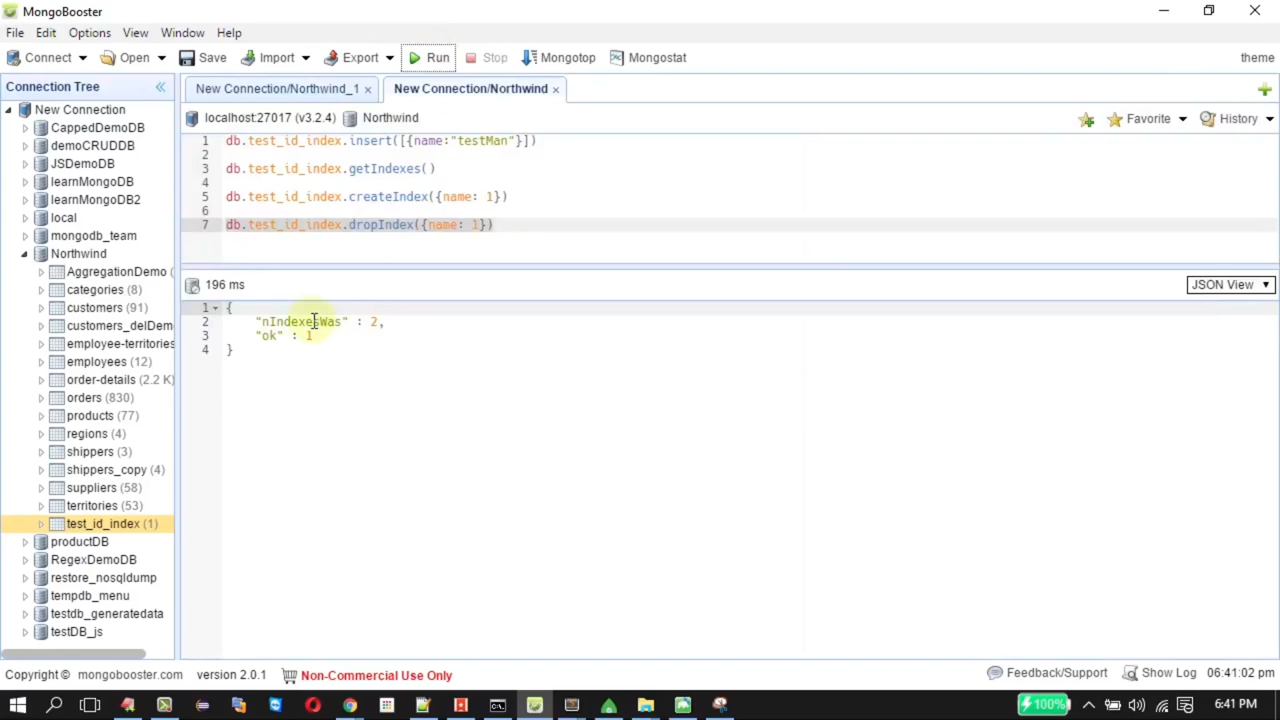 MongoBooster
File Edit Options View Window Help
Connect Open Save Import Export Run Stop Mongotop Mongostat theme
Connection Tree
New Connection/Northwind_1 × New Connection/Northwind ×
localhost:27017 (v3.2.4) Northwind Favorite History
New Connection
CappedDemoDB
demoCRUDDB
JSDemoDB
learnMongoDB
learnMongoDB2
local
mongodb_team
Northwind
AggregationDemo (
categories (8)
customers (91)
customers_delDem
employee-territories
employees (12)
order-details (2.2 K)
orders (830)
products (77)
regions (4)
shippers (3)
shippers_copy (4)
suppliers (58)
territories (53)
test_id_index (1)
productDB
RegexDemoDB
restore_nosqldump
tempdb_menu
testdb_generatedata
testDB_js
1 db.test_id_index.insert([{name:"testMan"}])
2
3 db.test_id_index.getIndexes()
4
5 db.test_id_index.createIndex({name: 1})
6
7 db.test_id_index.dropIndex({name: 1})
196 ms JSON View
1 {
2 "nIndexesWas" : 2,
3 "ok" : 1
4 }
Copyright © mongobooster.com version 2.0.1 Non-Commercial Use Only Feedback/Support Show Log 06:41:02 pm
100% 6:41 PM